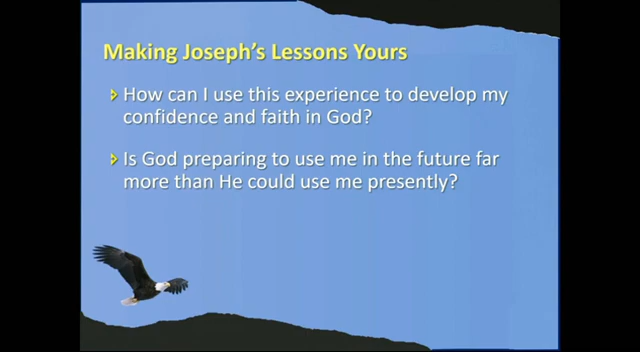 Making Joseph's Lessons Yours
How can I use this experience to develop my
confidence and faith in God?
Is God preparing to use me in the future far
more than He could use me presently?